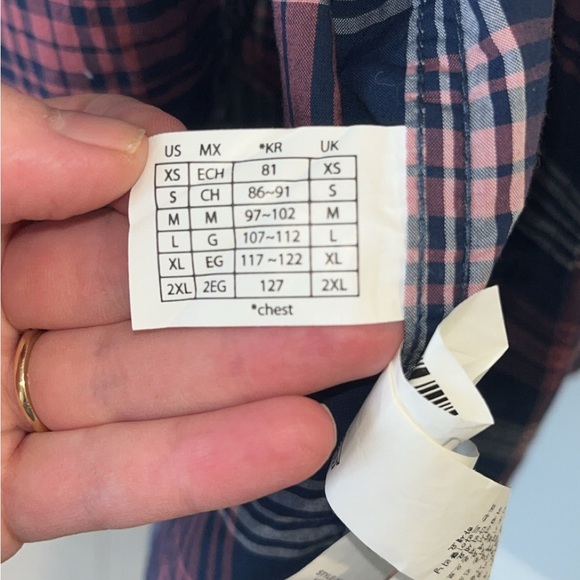 US MX *KR UK
XS ECH 81 XS
S CH 86~91 S
M M 97~102 M
L G 107~112 L
XL EG 117~122 XL
2XL 2EG 127 2XL
*chest